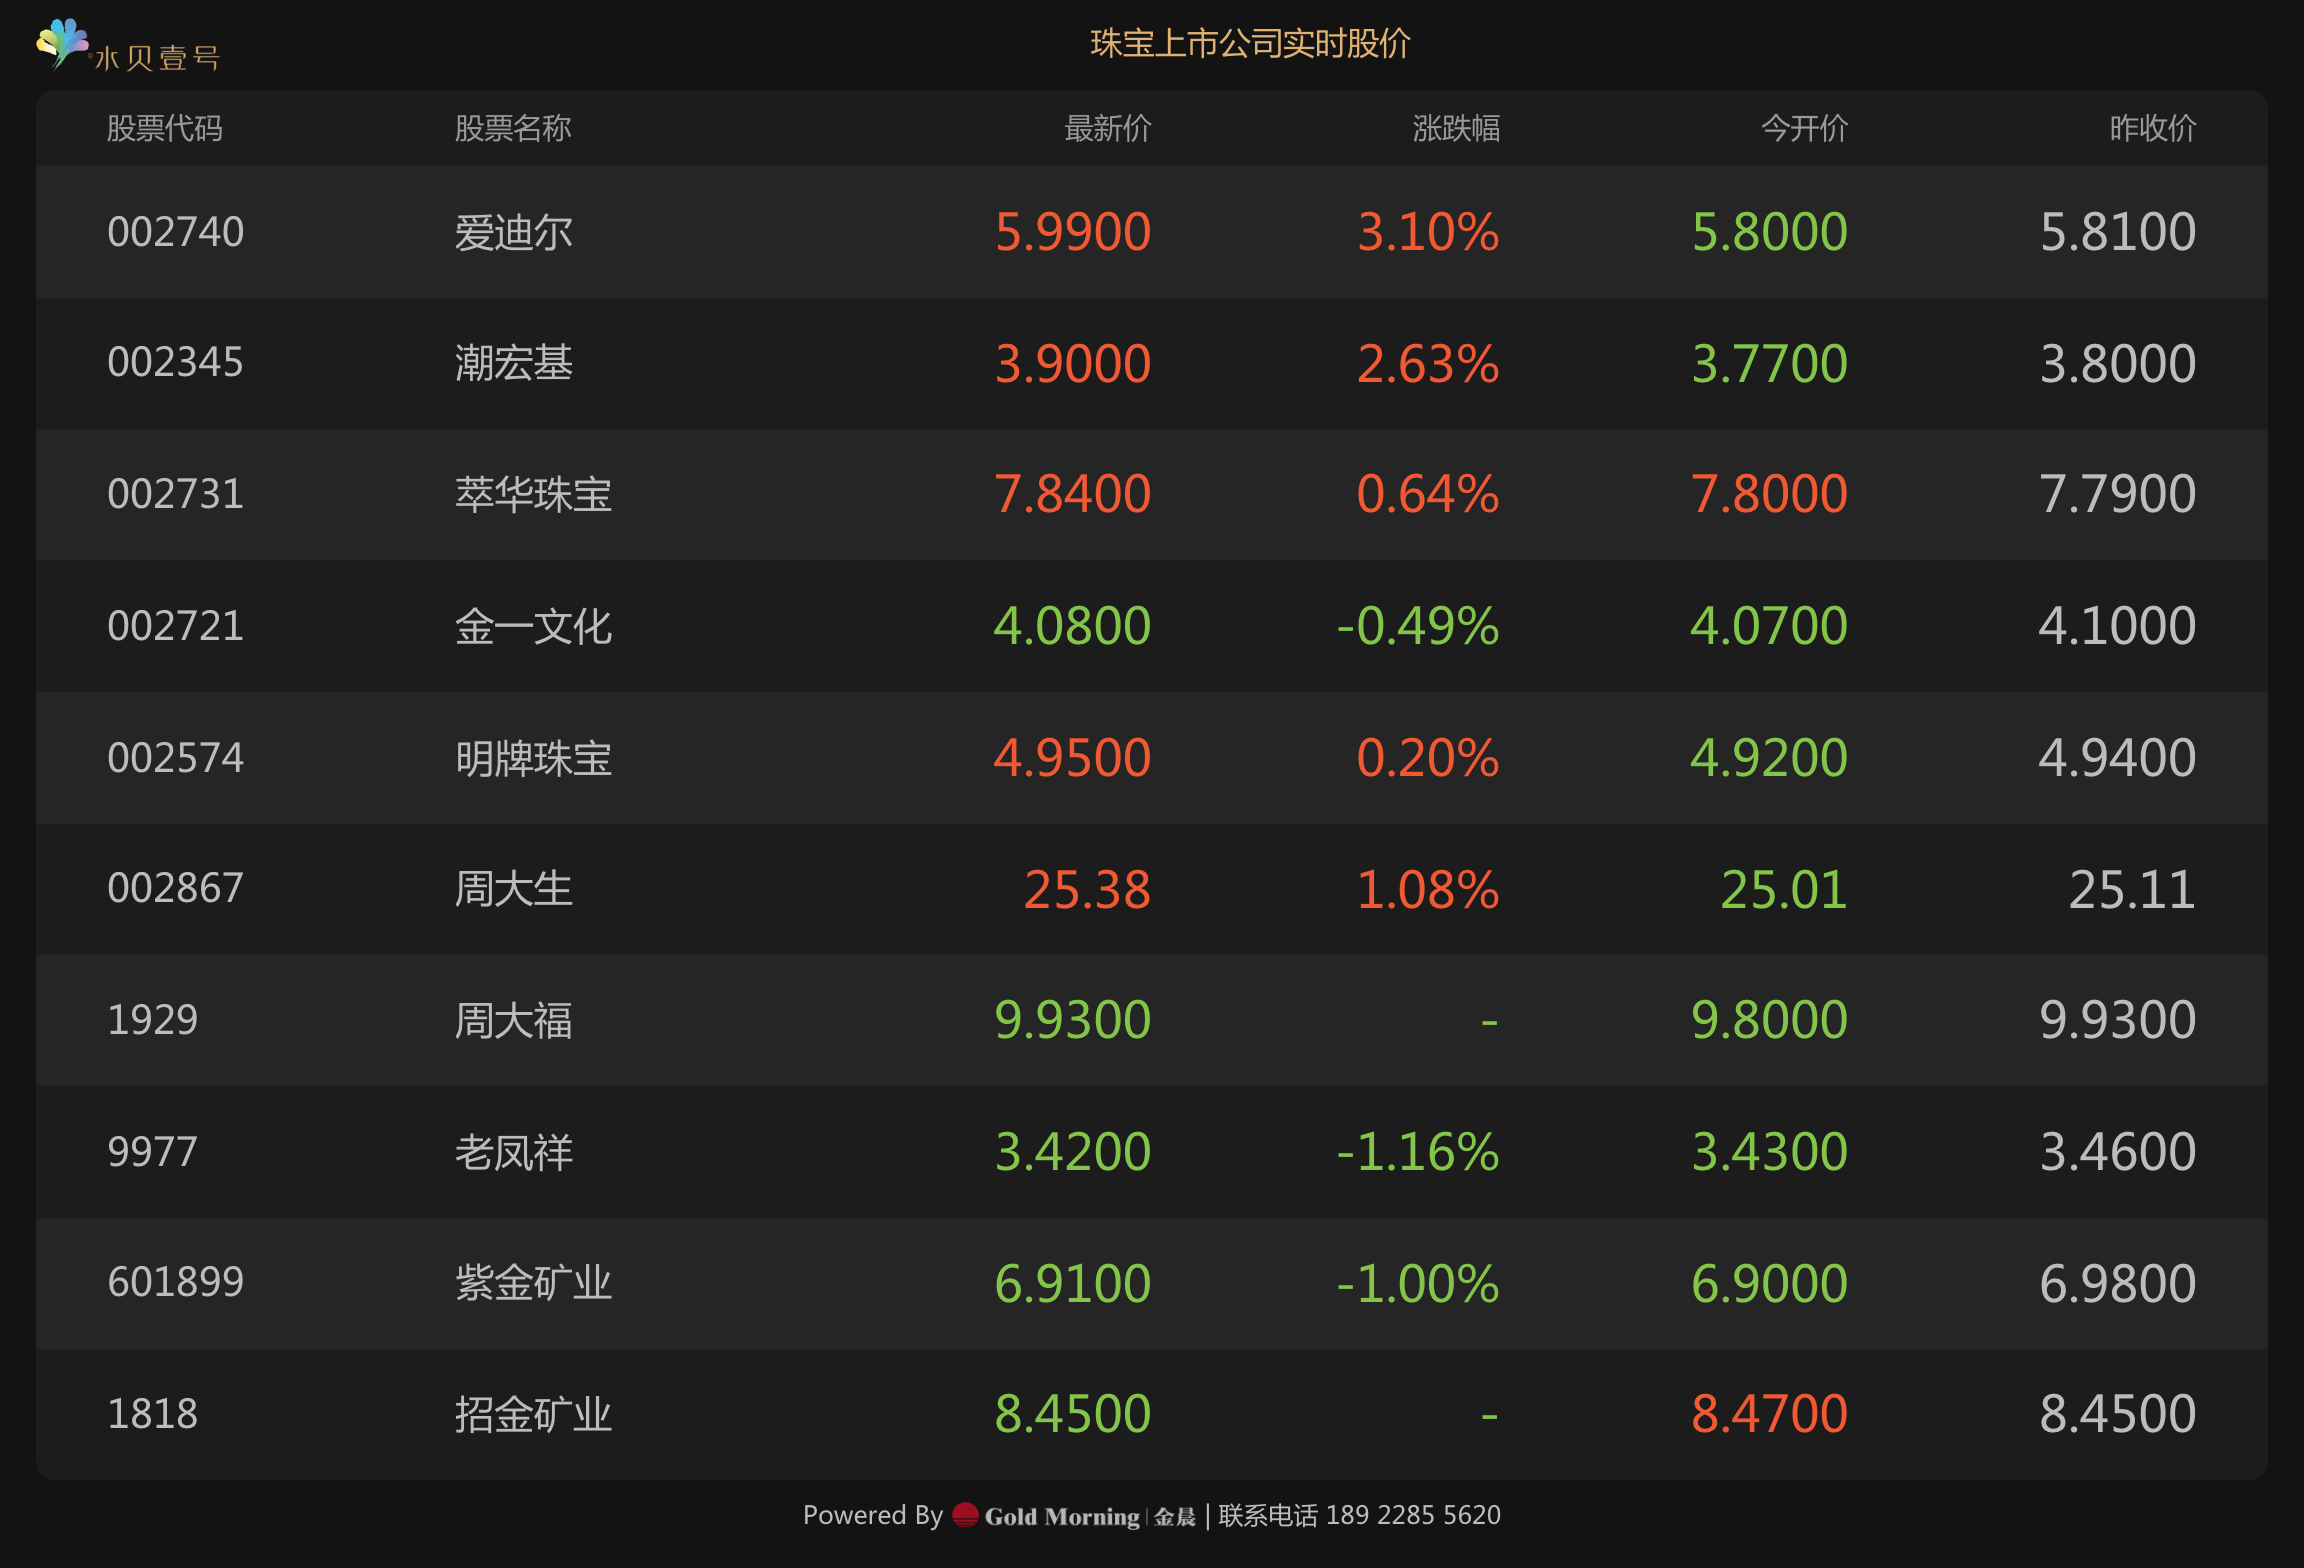 水贝壹号
珠宝上市公司实时股价
股票代码 股票名称 最新价 涨跌幅 今开价 昨收价
002740 爱迪尔 5.9900 3.10% 5.8000 5.8100
002345 潮宏基 3.9000 2.63% 3.7700 3.8000
002731 萃华珠宝 7.8400 0.64% 7.8000 7.7900
002721 金一文化 4.0800 -0.49% 4.0700 4.1000
002574 明牌珠宝 4.9500 0.20% 4.9200 4.9400
002867 周大生 25.38 1.08% 25.01 25.11
1929 周大福 9.9300 - 9.8000 9.9300
9977 老凤祥 3.4200 -1.16% 3.4300 3.4600
601899 紫金矿业 6.9100 -1.00% 6.9000 6.9800
1818 招金矿业 8.4500 - 8.4700 8.4500
Powered By Gold Morning | 金晨 | 联系电话 189 2285 5620